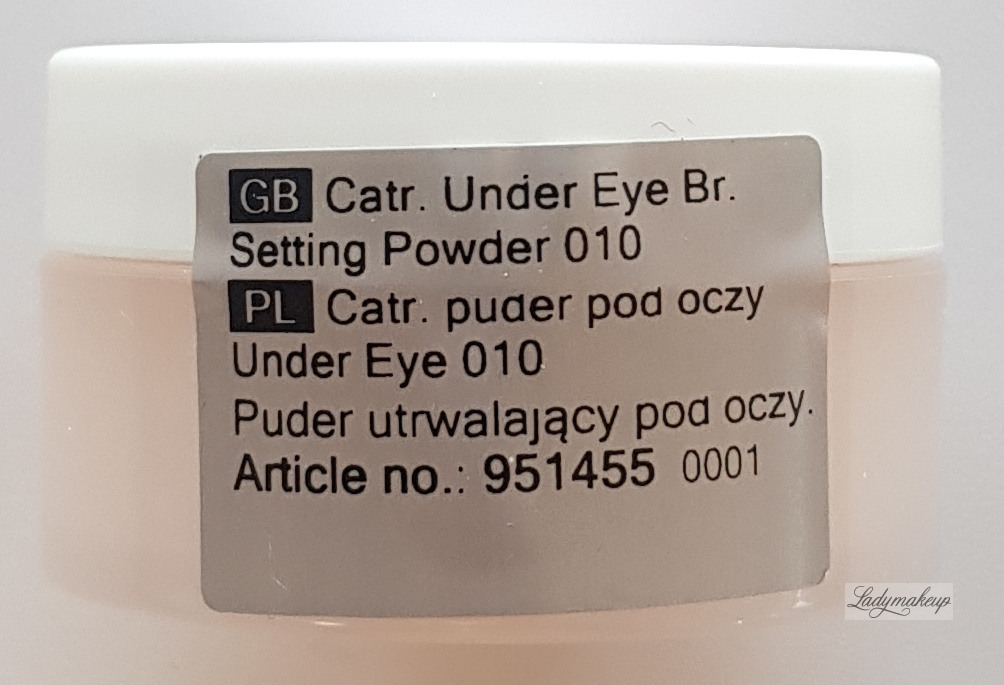 GB Catr. Under Eye Br.
Setting Powder 010
PL Catr. puder pod oczy
Under Eye 010
Puder utrwalający pod oczy.
Article no.: 951455 0001
Ladymakeup